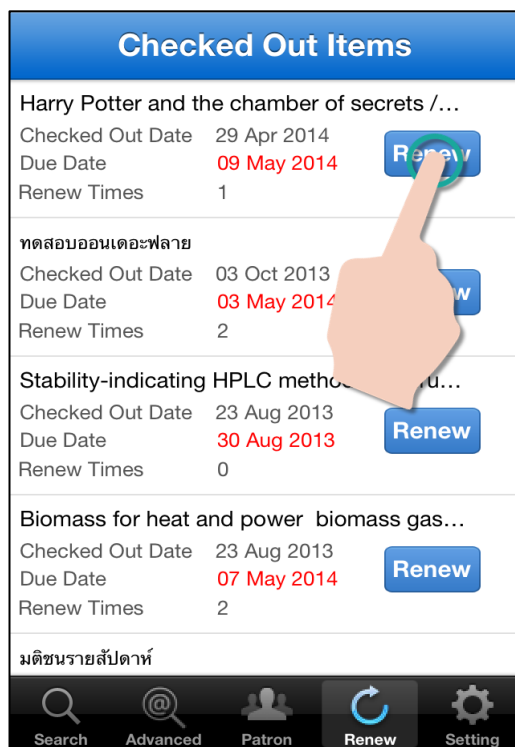 Checked Out Items
Harry Potter and the chamber of secrets /...
Checked Out Date 29 Apr 2014
Due Date 09 May 2014
Renew Times 1
Renew
ทดสอบออนเดอะฟลาย
Checked Out Date 03 Oct 2013
Due Date 03 May 2014
Renew Times 2
Stability-indicating HPLC
Checked Out Date 23 Aug 2013
Due Date 30 Aug 2013
Renew Times 0
Renew
Biomass for heat and power biomass gas...
Checked Out Date 23 Aug 2013
Due Date 07 May 2014
Renew Times 2
Renew
มติชนรายสัปดาห์
Search Advanced Patron Renew Setting